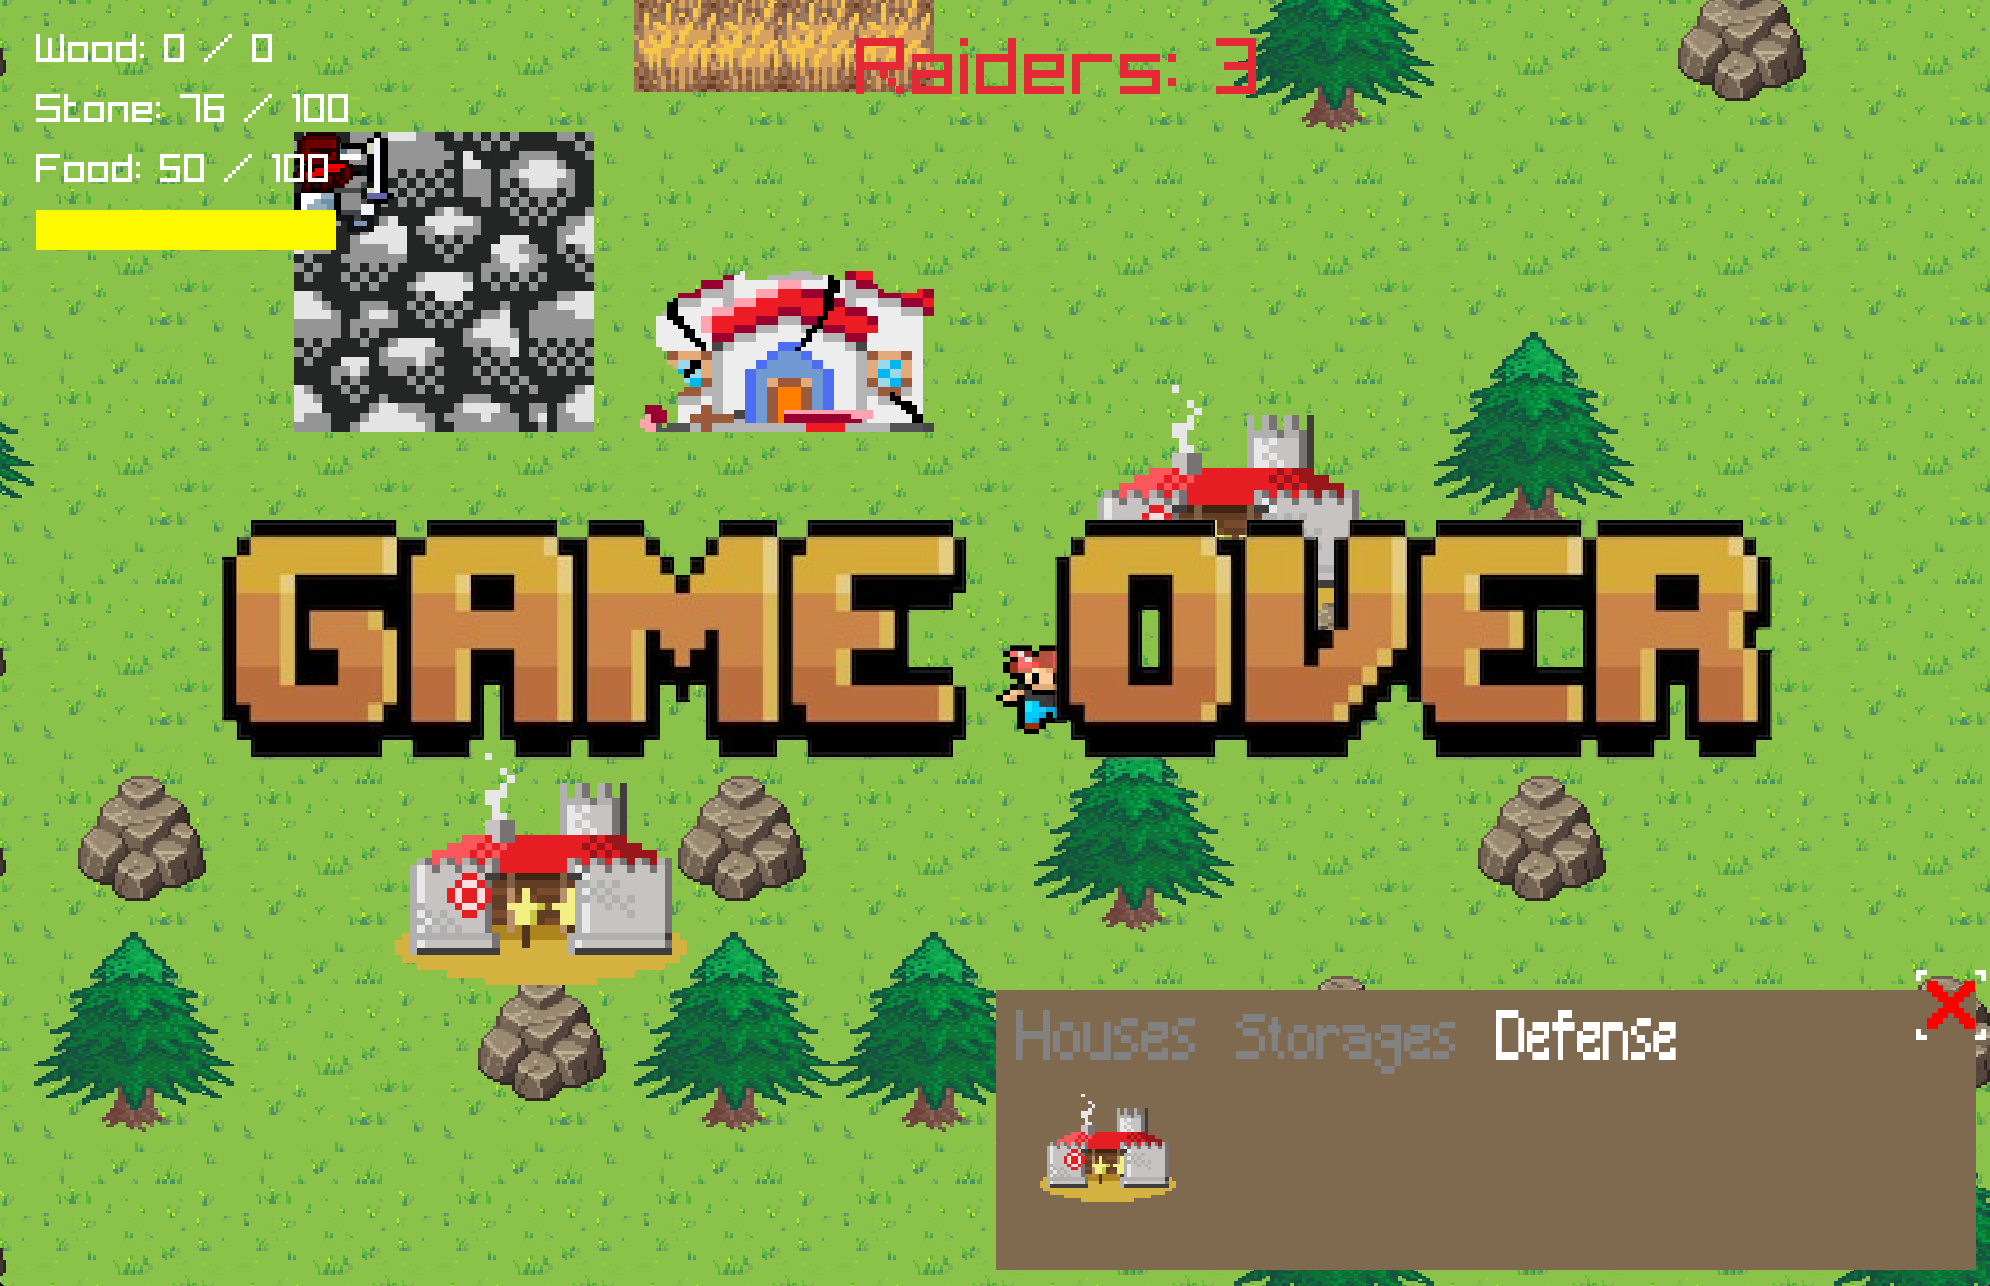 Wood: 0 / 0
Raiders: 3
Stone: 76 / 100
Food: 50 / 100
GAME OVER
Houses Storages Defense